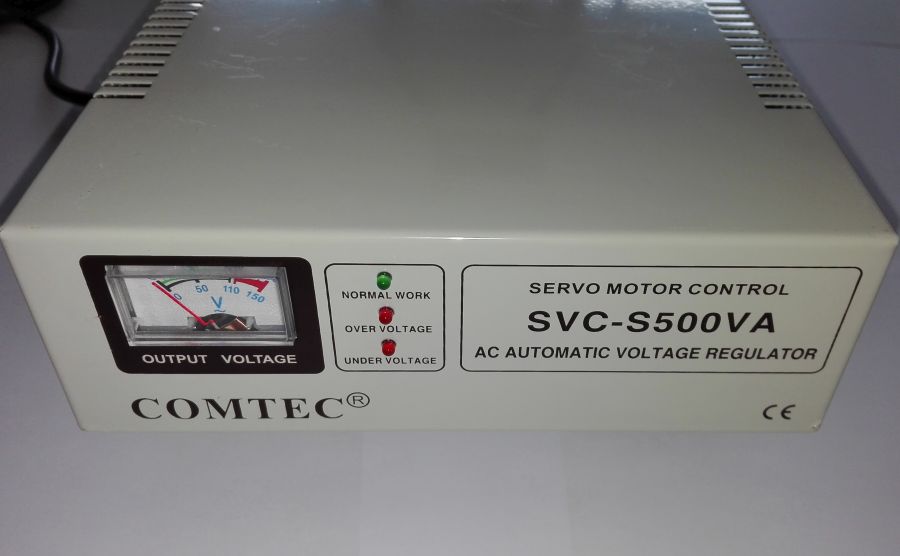 0 50 110 150
V
~
OUTPUT VOLTAGE
NORMAL WORK
OVER VOLTAGE
UNDER VOLTAGE
SERVO MOTOR CONTROL
SVC-S500VA
AC AUTOMATIC VOLTAGE REGULATOR
COMTEC®
CE